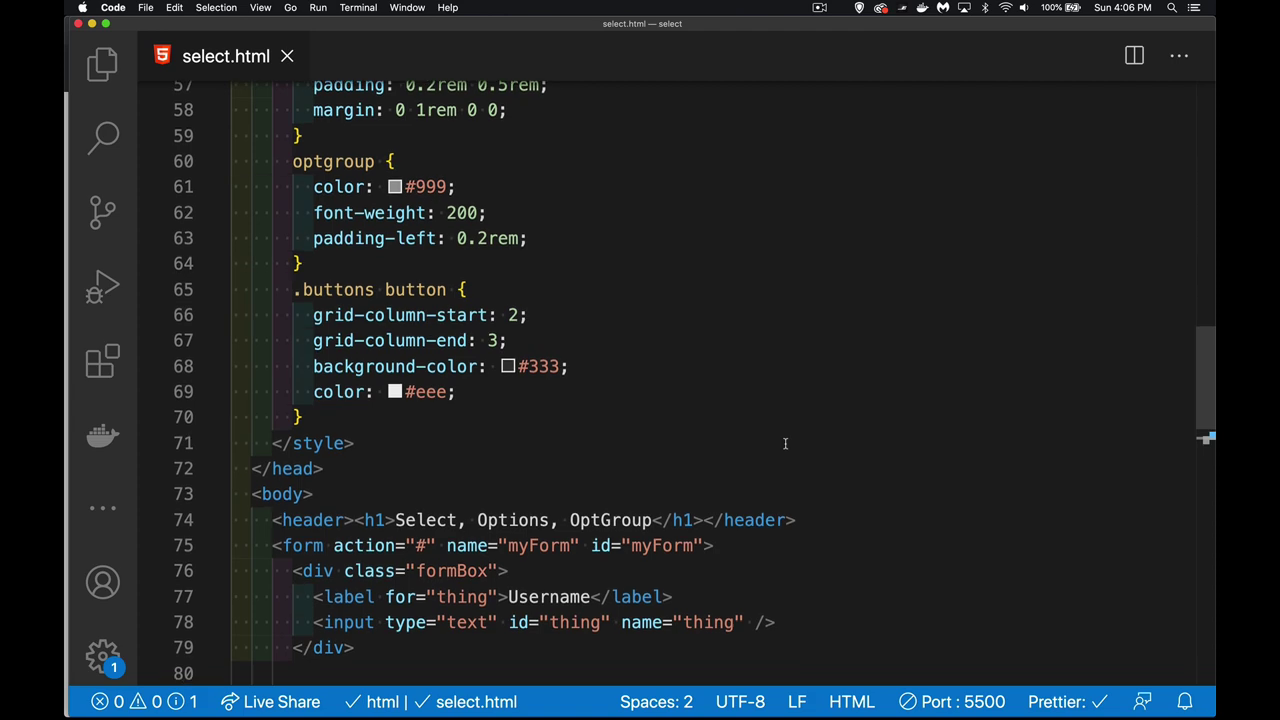 Code File Edit Selection View Go Run Terminal Window Help 100% Sun 4:06 PM
select.html — select
select.html
57 padding: 0.2rem 0.5rem;
58 margin: 0 1rem 0 0;
59 }
60 optgroup {
61 color: #999;
62 font-weight: 200;
63 padding-left: 0.2rem;
64 }
65 .buttons button {
66 grid-column-start: 2;
67 grid-column-end: 3;
68 background-color: #333;
69 color: #eee;
70 }
71 </style>
72 </head>
73 <body>
74 <header><h1>Select, Options, OptGroup</h1></header>
75 <form action="#" name="myForm" id="myForm">
76 <div class="formBox">
77 <label for="thing">Username</label>
78 <input type="text" id="thing" name="thing" />
79 </div>
80
1
0 0 1 Live Share html | select.html Spaces: 2 UTF-8 LF HTML Port : 5500 Prettier: